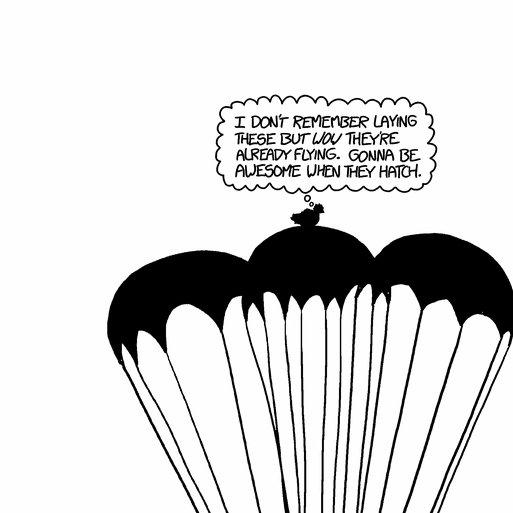 I DON'T REMEMBER LAYING
THESE BUT WOW THEY'RE
ALREADY FLYING. GONNA BE
AWESOME WHEN THEY HATCH.